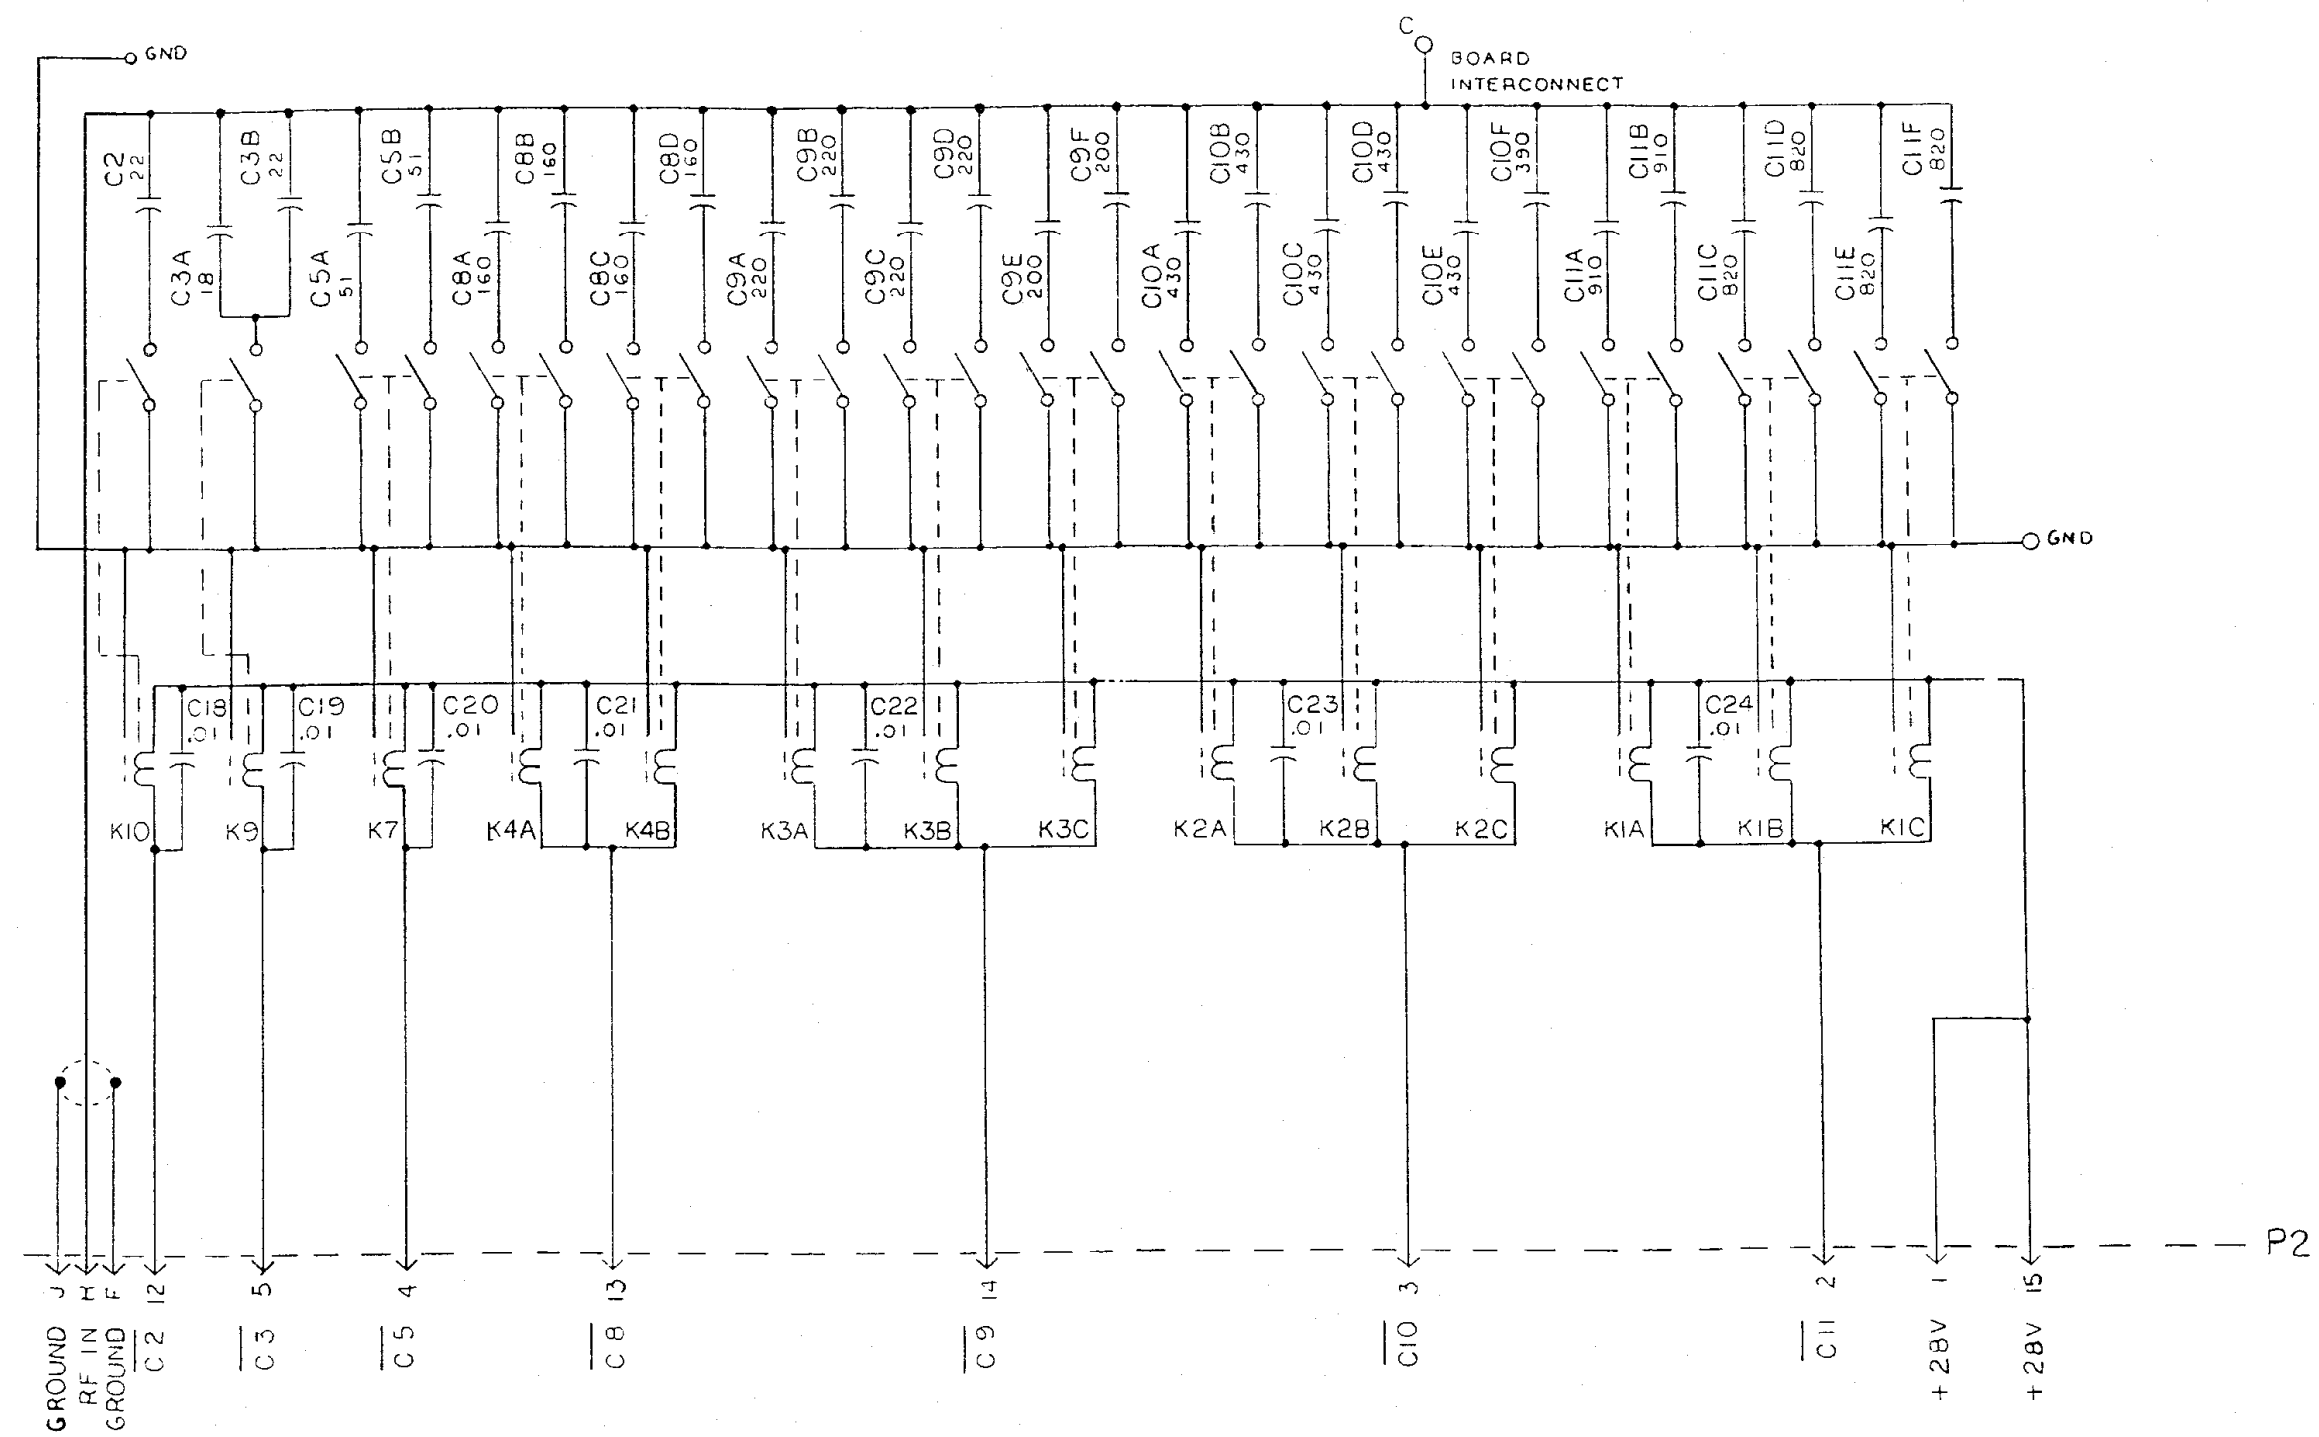 GND
C
BOARD
INTERCONNECT
C2
22
C3B
22
C5B
51
C8B
160
C8D
160
C9B
220
C9D
220
C9F
200
C10B
430
C10D
430
C10F
390
C11B
910
C11D
820
C11F
820
C3A
18
C5A
51
C8A
160
C8C
160
C9A
220
C9C
220
C9E
200
C10A
430
C10C
430
C10E
430
C11A
910
C11C
820
C11E
820
GND
C18
.01
C19
.01
C20
.01
C21
.01
C22
.01
C23
.01
C24
.01
K10
K9
K7
K4A
K4B
K3A
K3B
K3C
K2A
K2B
K2C
K1A
K1B
K1C
P2
J
H
F
12
5
4
13
14
3
2
1
15
GROUND
RF IN
GROUND
C2
C3
C5
C8
C9
C10
C11
+28V
+28V